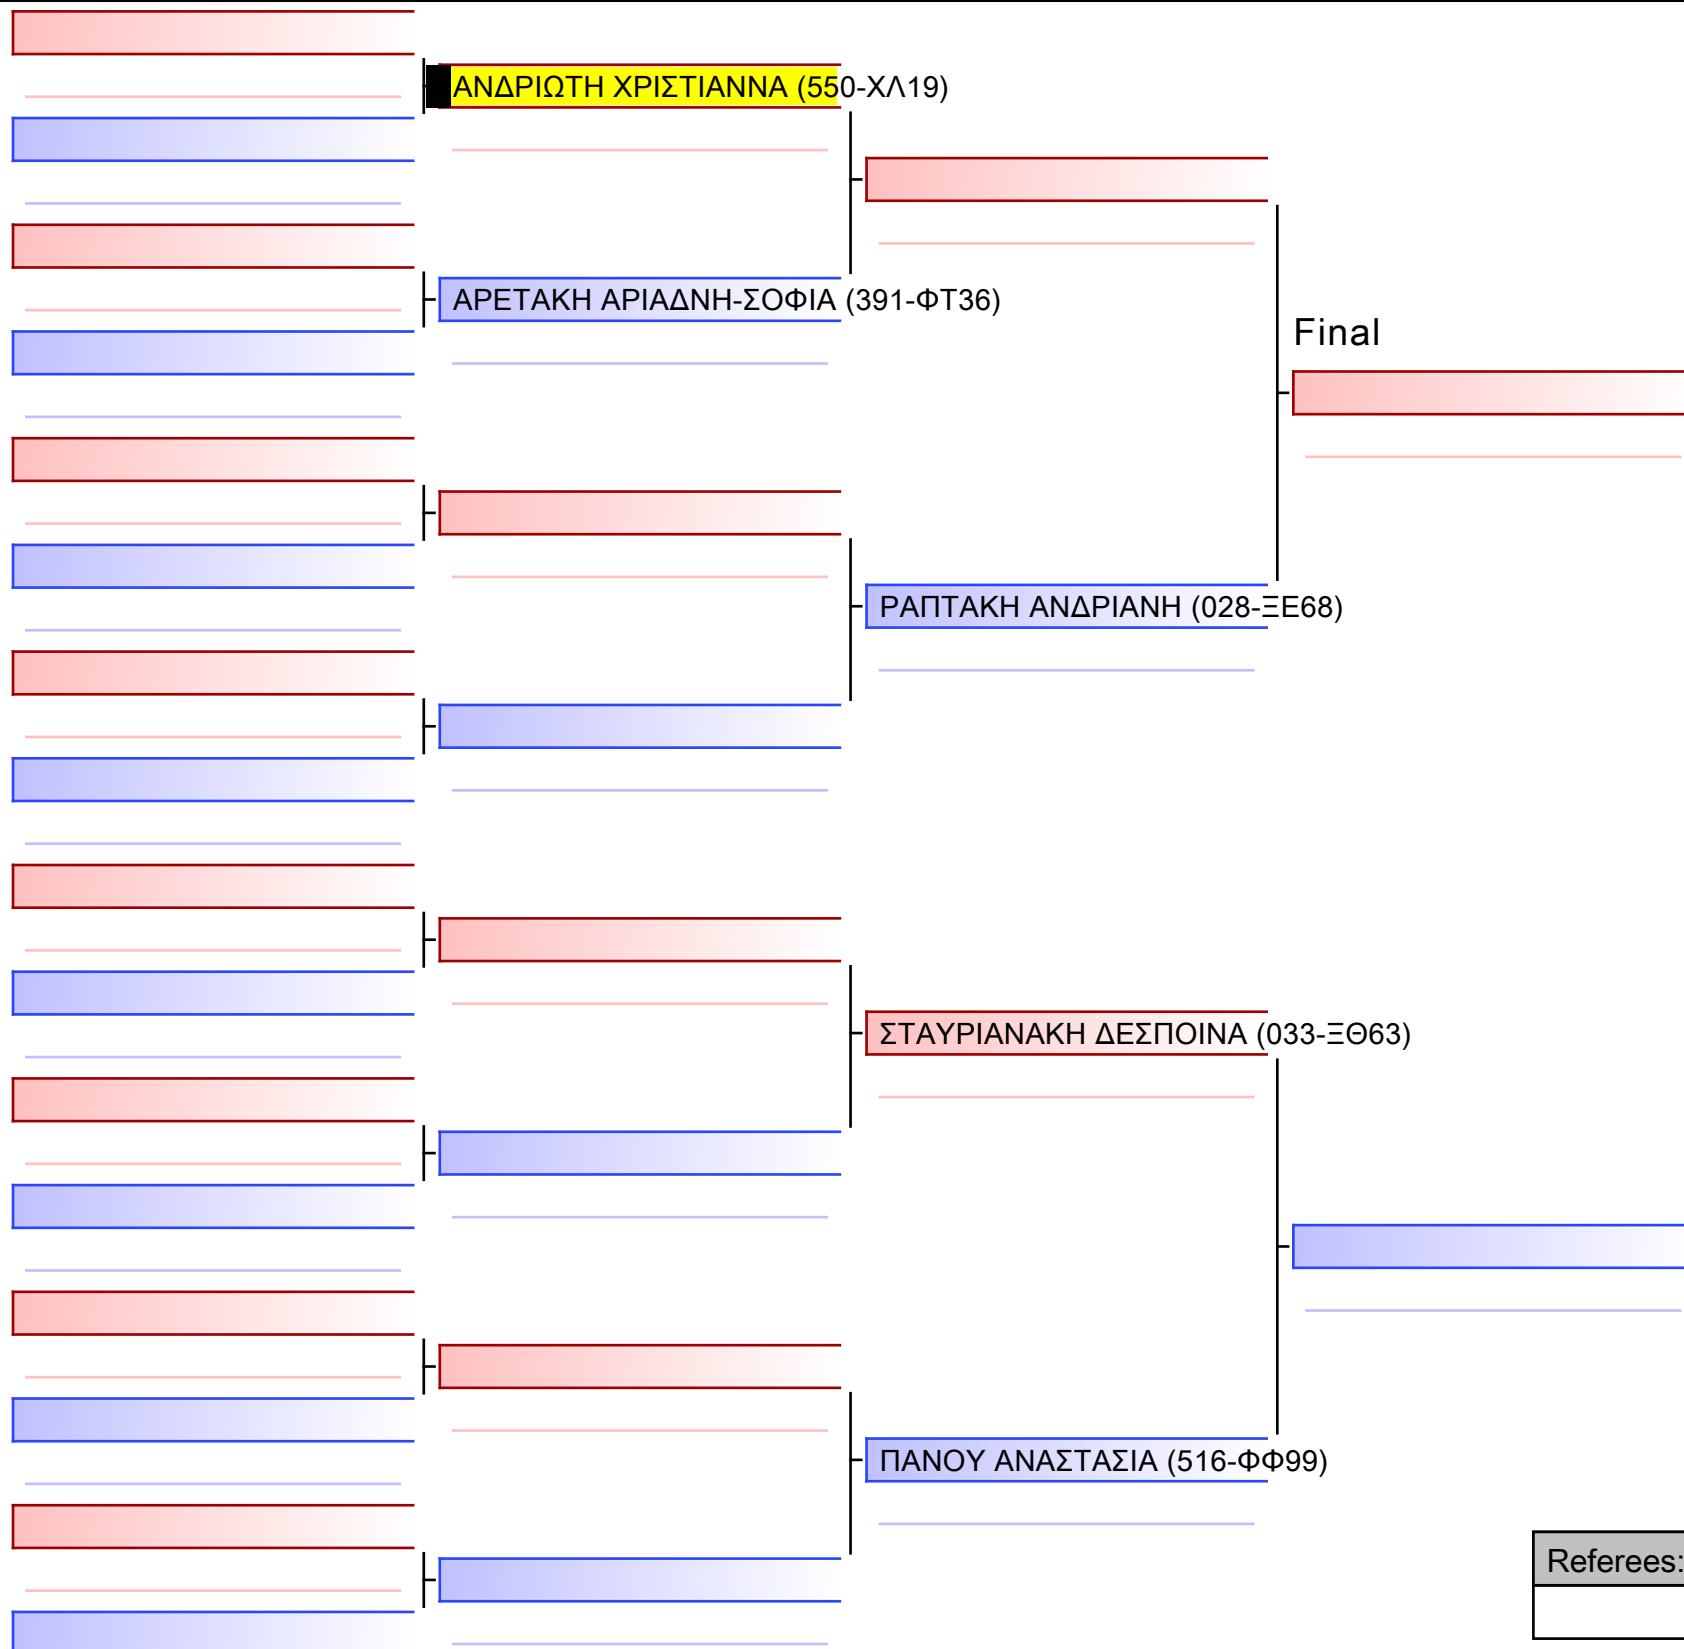 ΑΝΔΡΙΩΤΗ ΧΡΙΣΤΙΑΝΝΑ (550-ΧΛ19)
ΑΡΕΤΑΚΗ ΑΡΙΑΔΝΗ-ΣΟΦΙΑ (391-ΦΤ36)
Final
ΡΑΠΤΑΚΗ ΑΝΔΡΙΑΝΗ (028-ΞΕ68)
ΣΤΑΥΡΙΑΝΑΚΗ ΔΕΣΠΟΙΝΑ (033-ΞΘ63)
ΠΑΝΟΥ ΑΝΑΣΤΑΣΙΑ (516-ΦΦ99)
Referees: